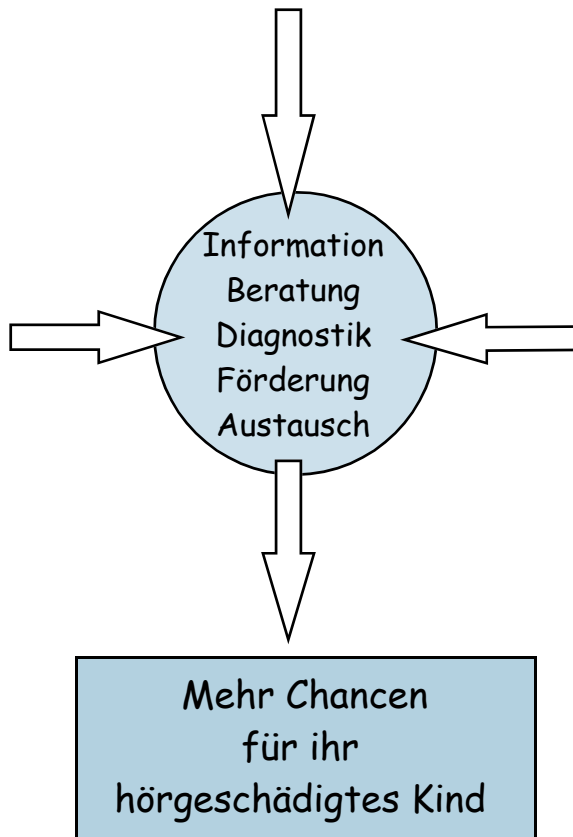 Information
Beratung
Diagnostik
Förderung
Austausch
Mehr Chancen
für ihr
hörgeschädigtes Kind